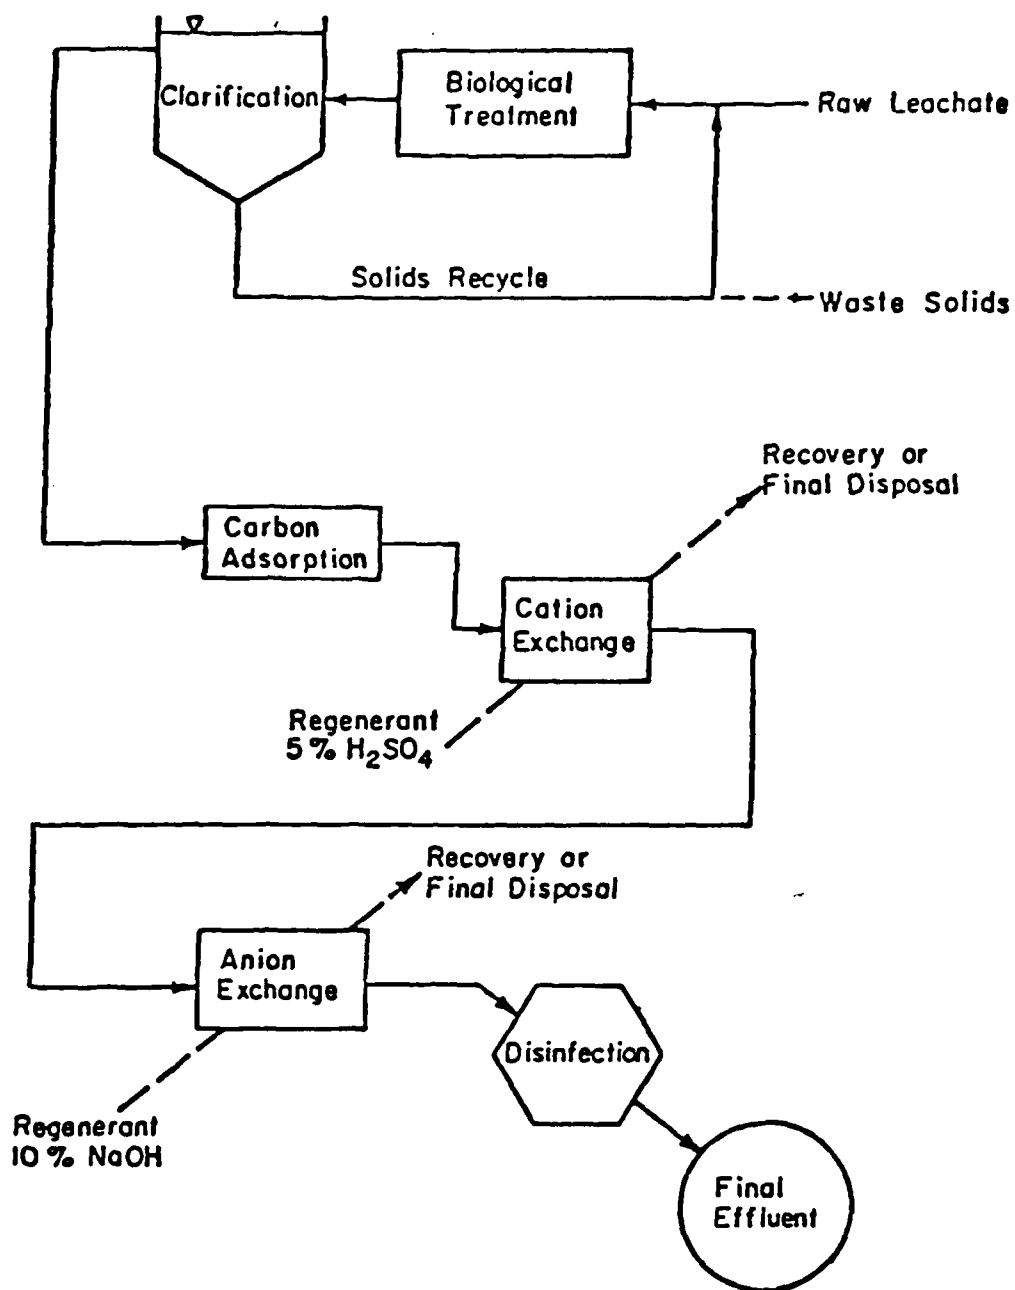 Clarification
Biological
Treatment
Raw Leachate
Solids Recycle
Waste Solids
Recovery or
Final Disposal
Carbon
Adsorption
Cation
Exchange
Regenerant
5% H₂SO₄
Recovery or
Final Disposal
Anion
Exchange
Disinfection
Regenerant
10% NaOH
Final
Effluent